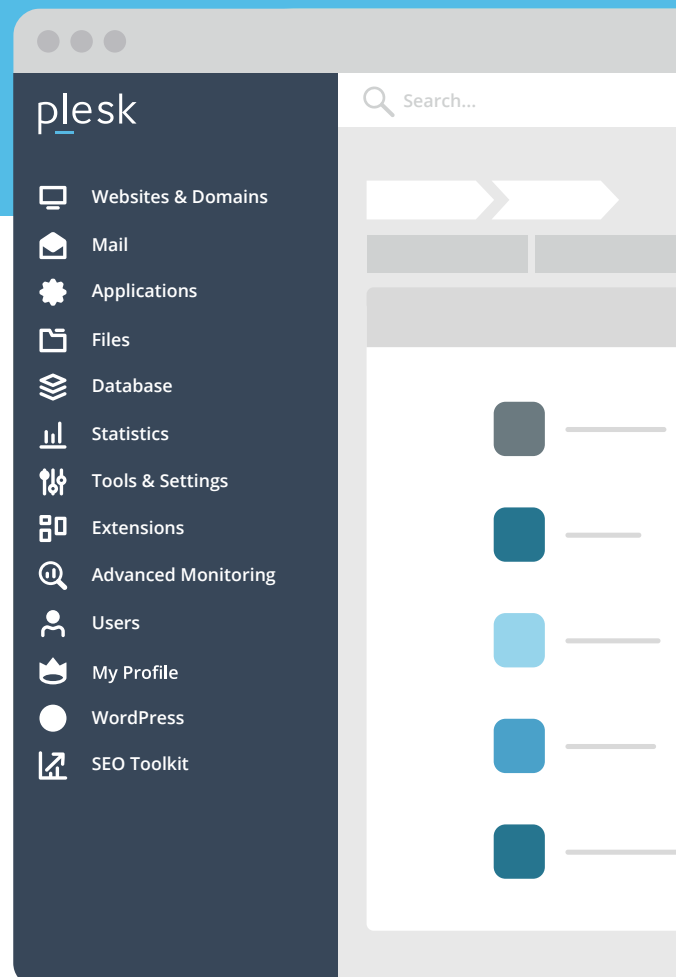 plesk
Search...
Websites & Domains
Mail
Applications
Files
Database
Statistics
Tools & Settings
Extensions
Advanced Monitoring
Users
My Profile
WordPress
SEO Toolkit